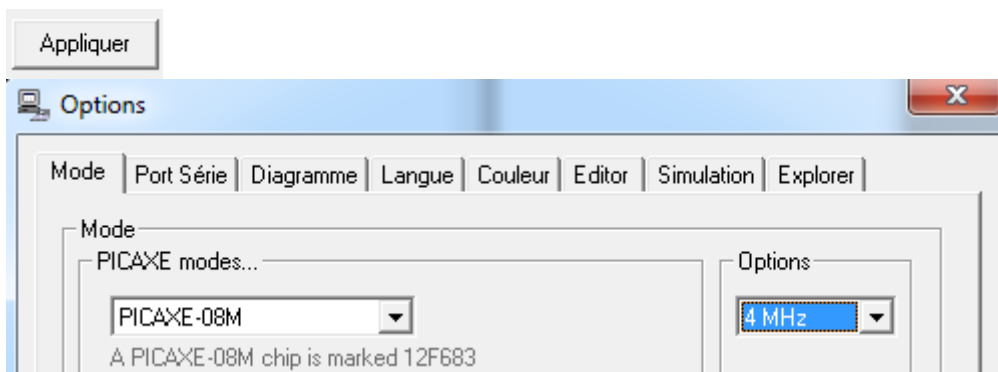 Appliquer
Options
Mode Port Série Diagramme Langue Couleur Editor Simulation Explorer
Mode
PICAXE modes... Options
PICAXE-08M 4 MHz
A PICAXE-08M chip is marked 12F683